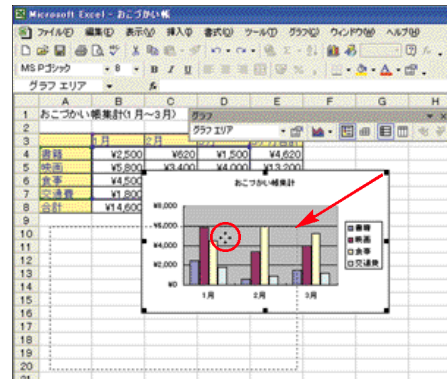 Microsoft Excel - おこづかい帳
ファイル(F) 編集(E) 表示(V) 挿入(I) 書式(O) ツール(T) グラフ(C) ウィンドウ(W) ヘルプ(H)
MS Pゴシック 8 B I U
グラフ エリア fx
A B C D E F G H
1 おこづかい帳集計(1月〜3月)
グラフ
グラフ エリア
2
3 1月 2月
4 書籍 ¥2,500 ¥620 ¥1,500 ¥4,620
5 映画 ¥5,800 ¥3,400 ¥4,000 ¥13,200
6 食事 ¥4,500
7 交通費 ¥1,800
8 合計 ¥14,600
9
10
11
12
13
14
15
16
17
18
19
20
21
おこづかい帳集計
¥8,000
¥6,000
¥4,000
¥2,000
¥0
1月 2月 3月
書籍
映画
食事
交通費